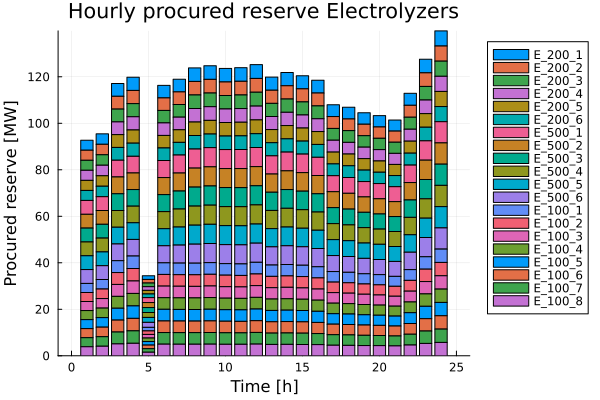 Hourly procured reserve Electrolyzers
Procured reserve [MW]
120
100
80
60
40
20
0
0 5 10 15 20 25
Time [h]
E_200_1
E_200_2
E_200_3
E_200_4
E_200_5
E_200_6
E_500_1
E_500_2
E_500_3
E_500_4
E_500_5
E_500_6
E_100_1
E_100_2
E_100_3
E_100_4
E_100_5
E_100_6
E_100_7
E_100_8